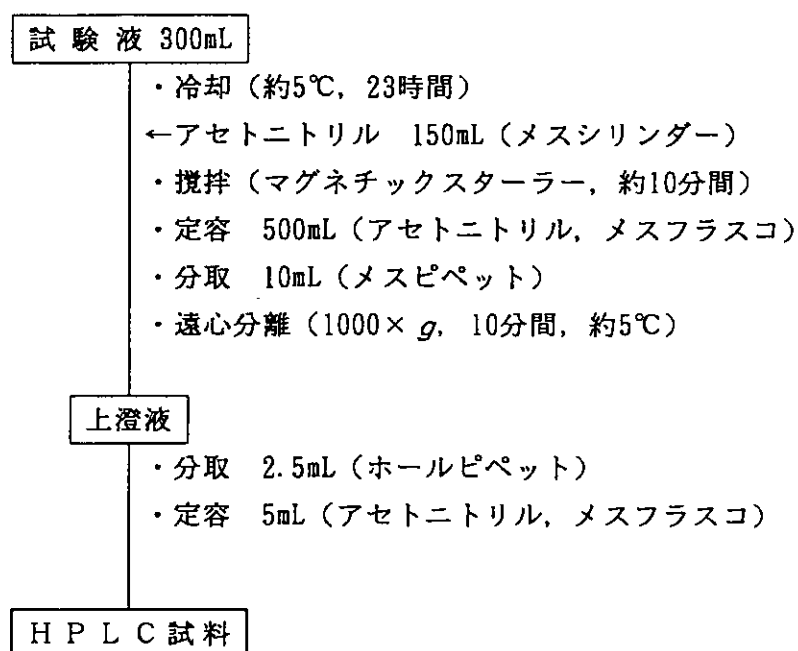 試 験 液 300mL
・冷却（約5℃，23時間）
←アセトニトリル 150mL（メスシリンダー）
・撹拌（マグネチックスターラー，約10分間）
・定容 500mL（アセトニトリル，メスフラスコ）
・分取 10mL（メスピペット）
・遠心分離（1000× g， 10分間，約5℃）
上澄液
・分取 2.5mL（ホールピペット）
・定容 5mL（アセトニトリル，メスフラスコ）
ＨＰＬＣ試料